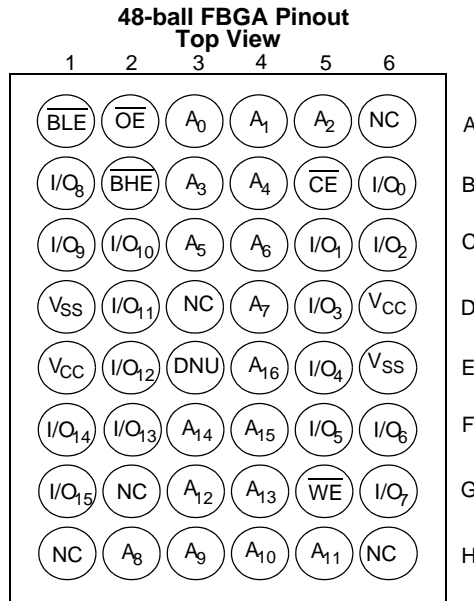 48-ball FBGA Pinout
Top View
1 2 3 4 5 6
BLE OE A0 A1 A2 NC A
I/O8 BHE A3 A4 CE I/O0 B
I/O9 I/O10 A5 A6 I/O1 I/O2 C
VSS I/O11 NC A7 I/O3 VCC D
VCC I/O12 DNU A16 I/O4 VSS E
I/O14 I/O13 A14 A15 I/O5 I/O6 F
I/O15 NC A12 A13 WE I/O7 G
NC A8 A9 A10 A11 NC H